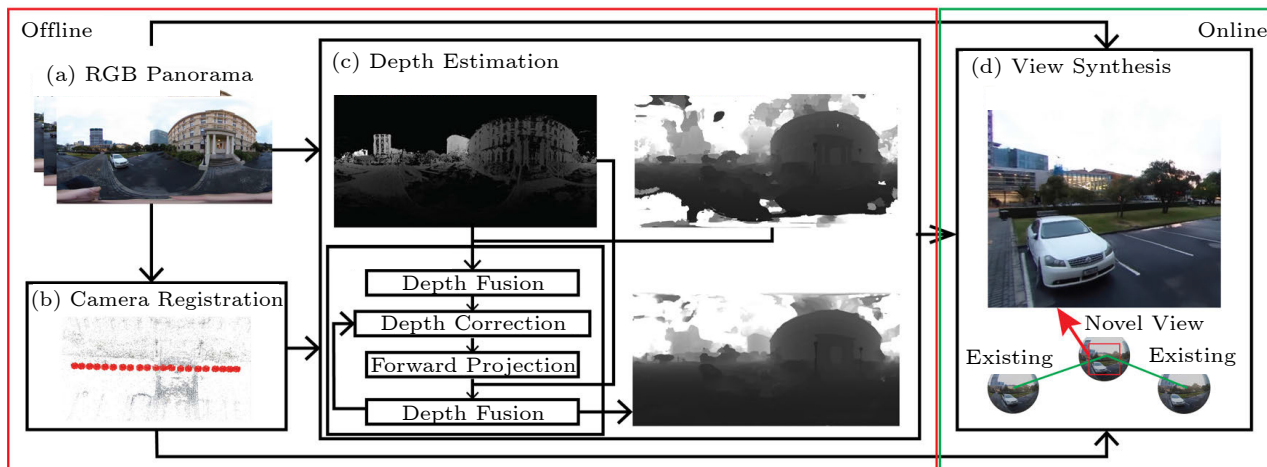 Offline
Online
(a) RGB Panorama
(c) Depth Estimation
(d) View Synthesis
(b) Camera Registration
Depth Fusion
Depth Correction
Forward Projection
Depth Fusion
Novel View
Existing
Existing